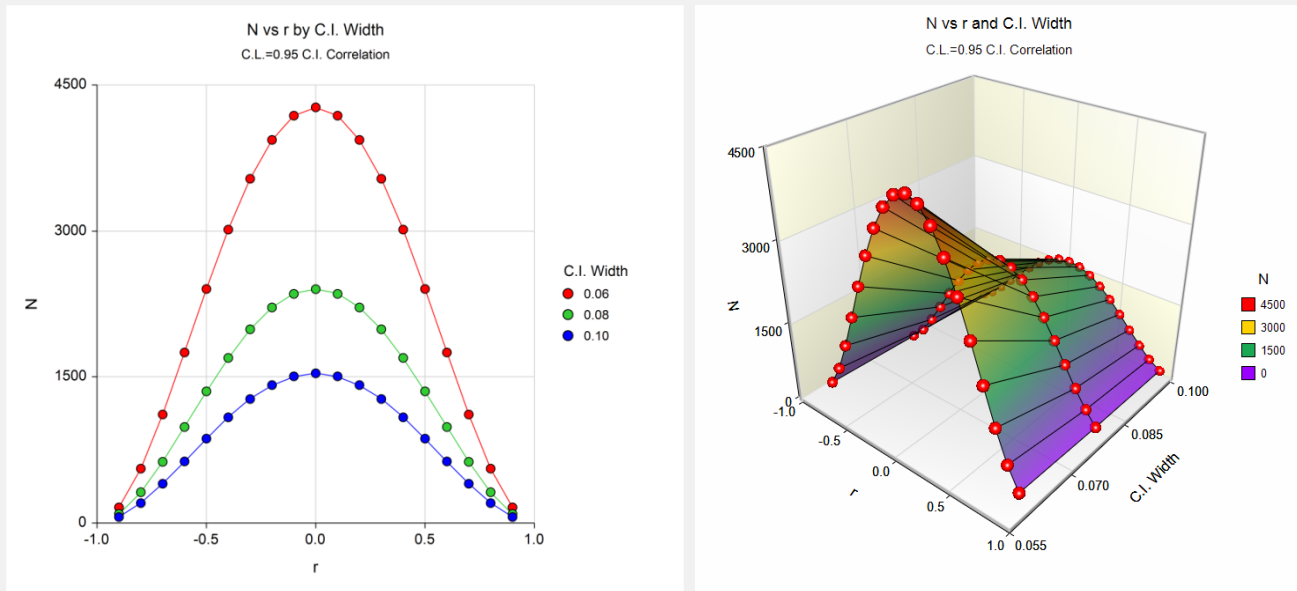 N vs r by C.I. Width
C.L.=0.95 C.I. Correlation
4500
3000
1500
0
N
-1.0
-0.5
0.0
0.5
1.0
r
C.I. Width
0.06
0.08
0.10
N vs r and C.I. Width
C.L.=0.95 C.I. Correlation
4500
3000
1500
0
N
-1.0
-0.5
0.0
0.5
1.0
r
0.055
0.070
0.085
0.100
C.I. Width
N
4500
3000
1500
0